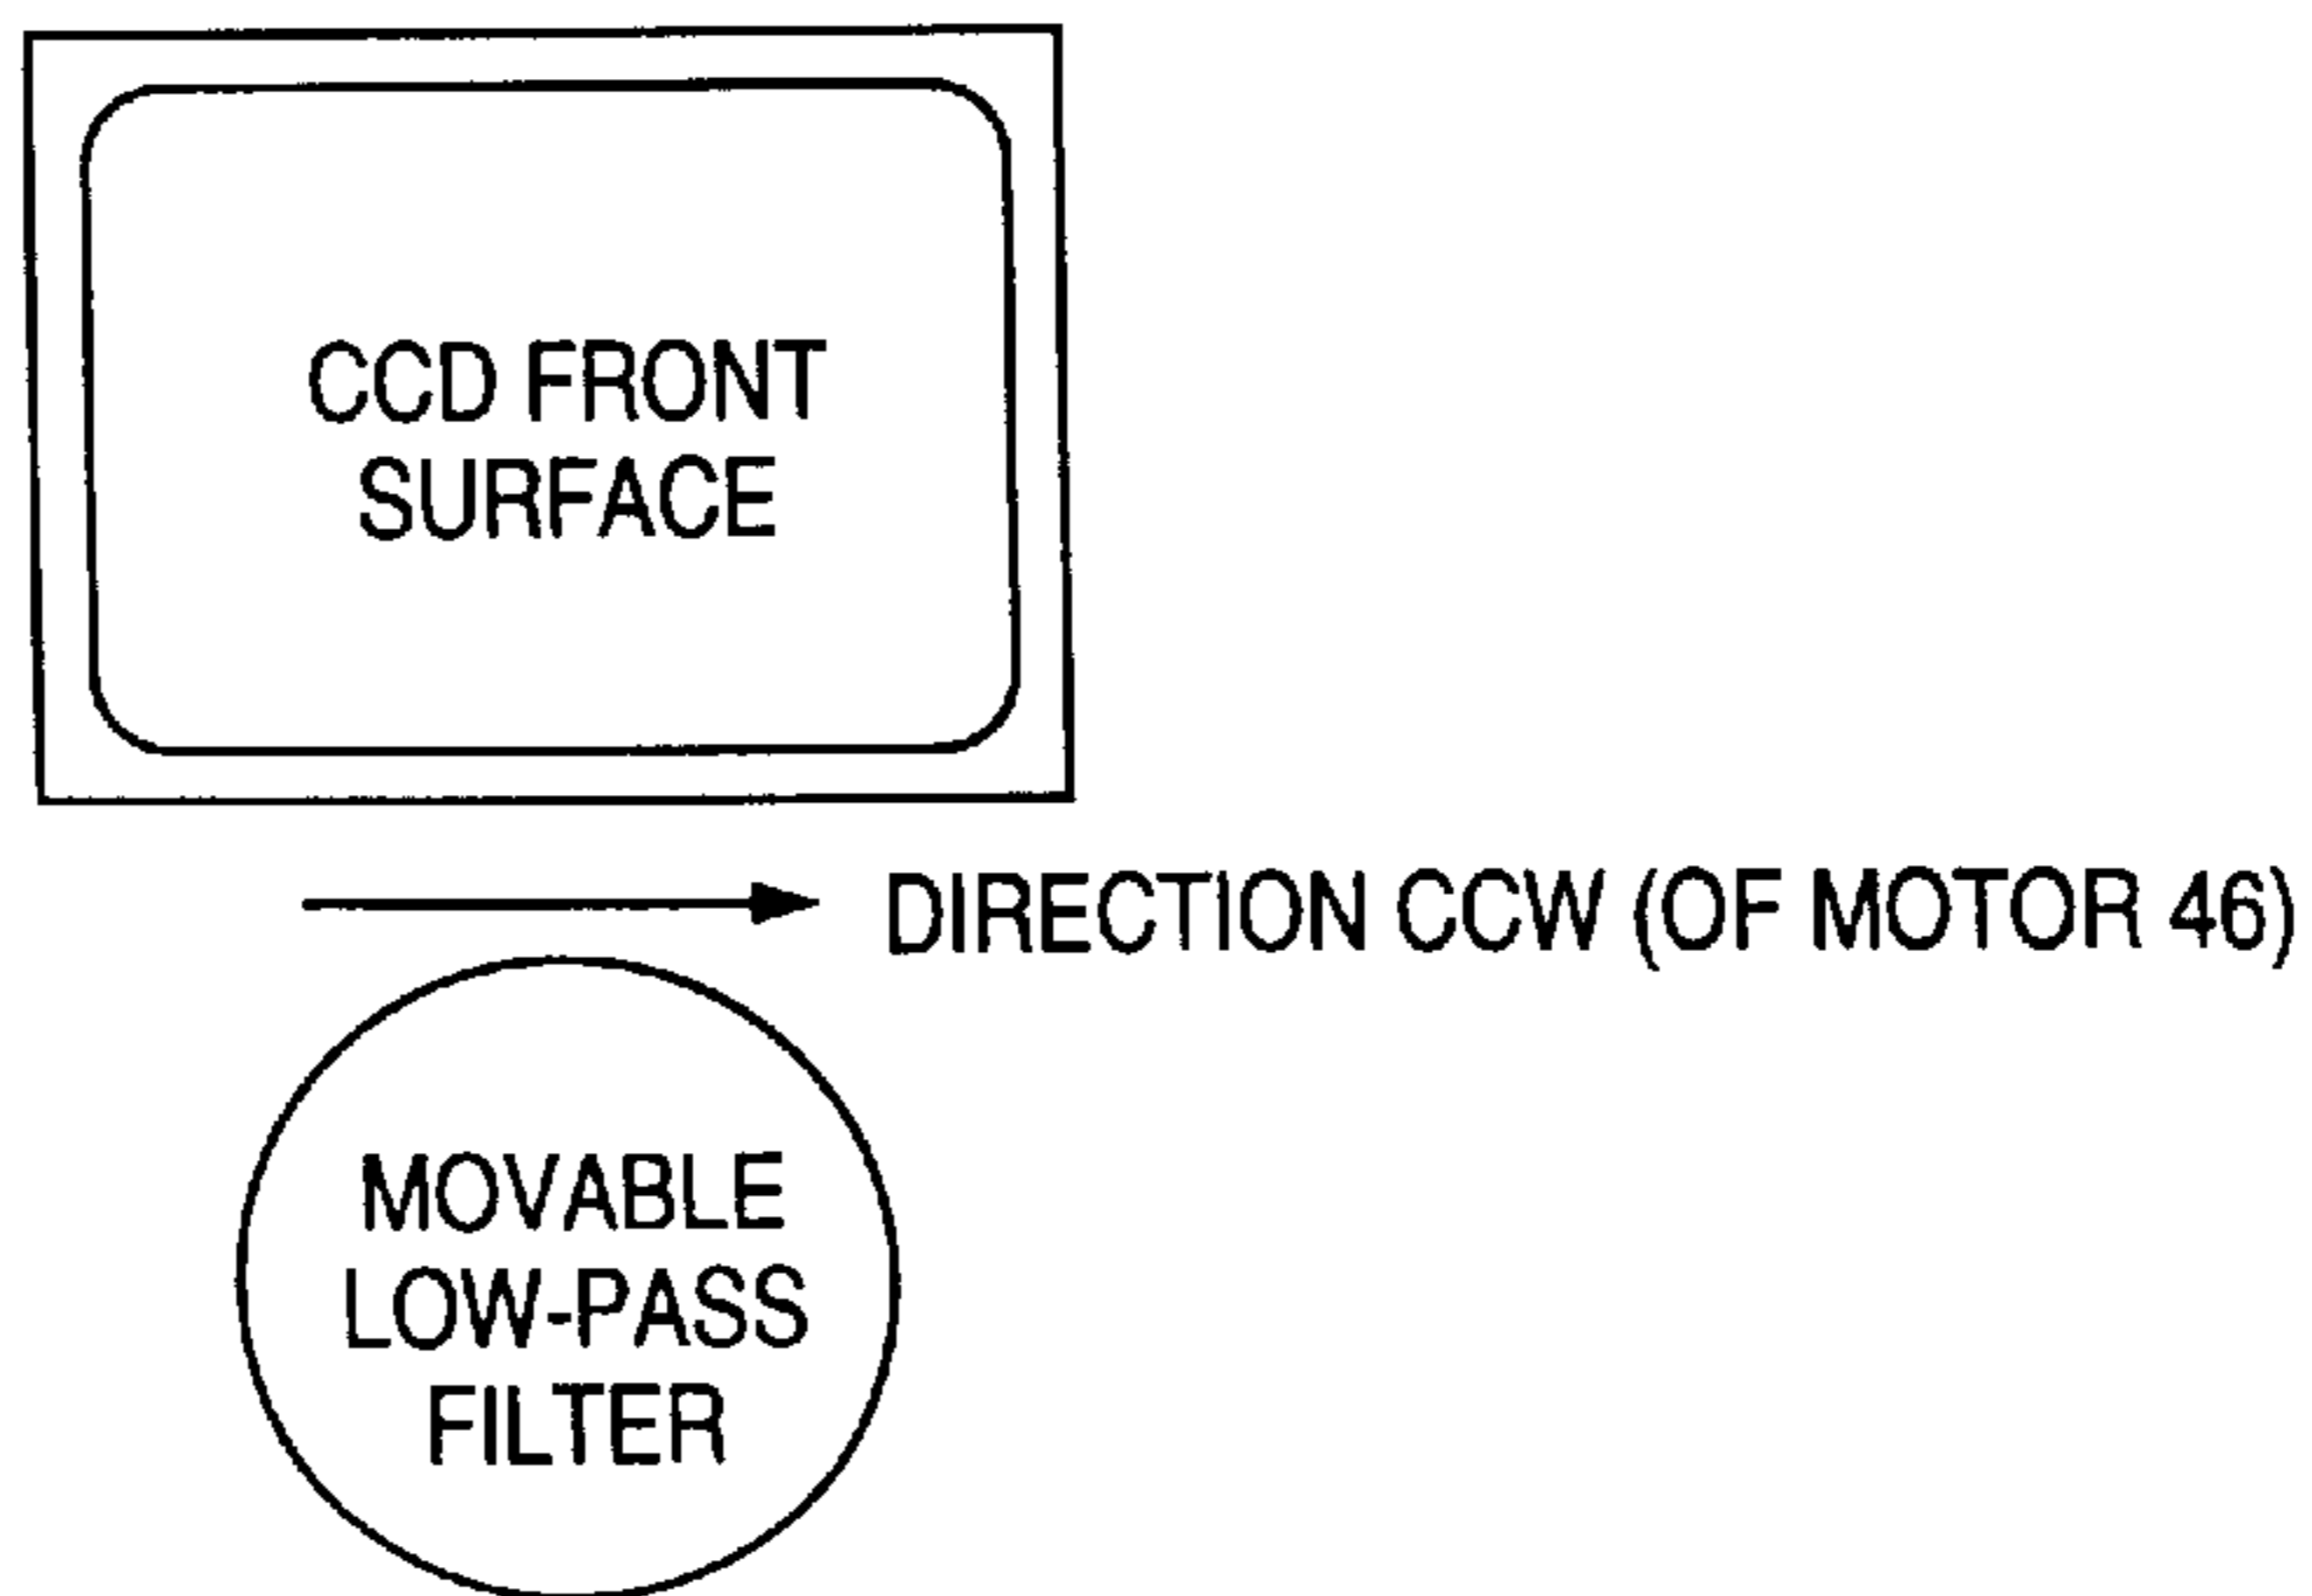 CCD FRONT
SURFACE
DIRECTION CCW (OF MOTOR 46)
MOVABLE
LOW-PASS
FILTER